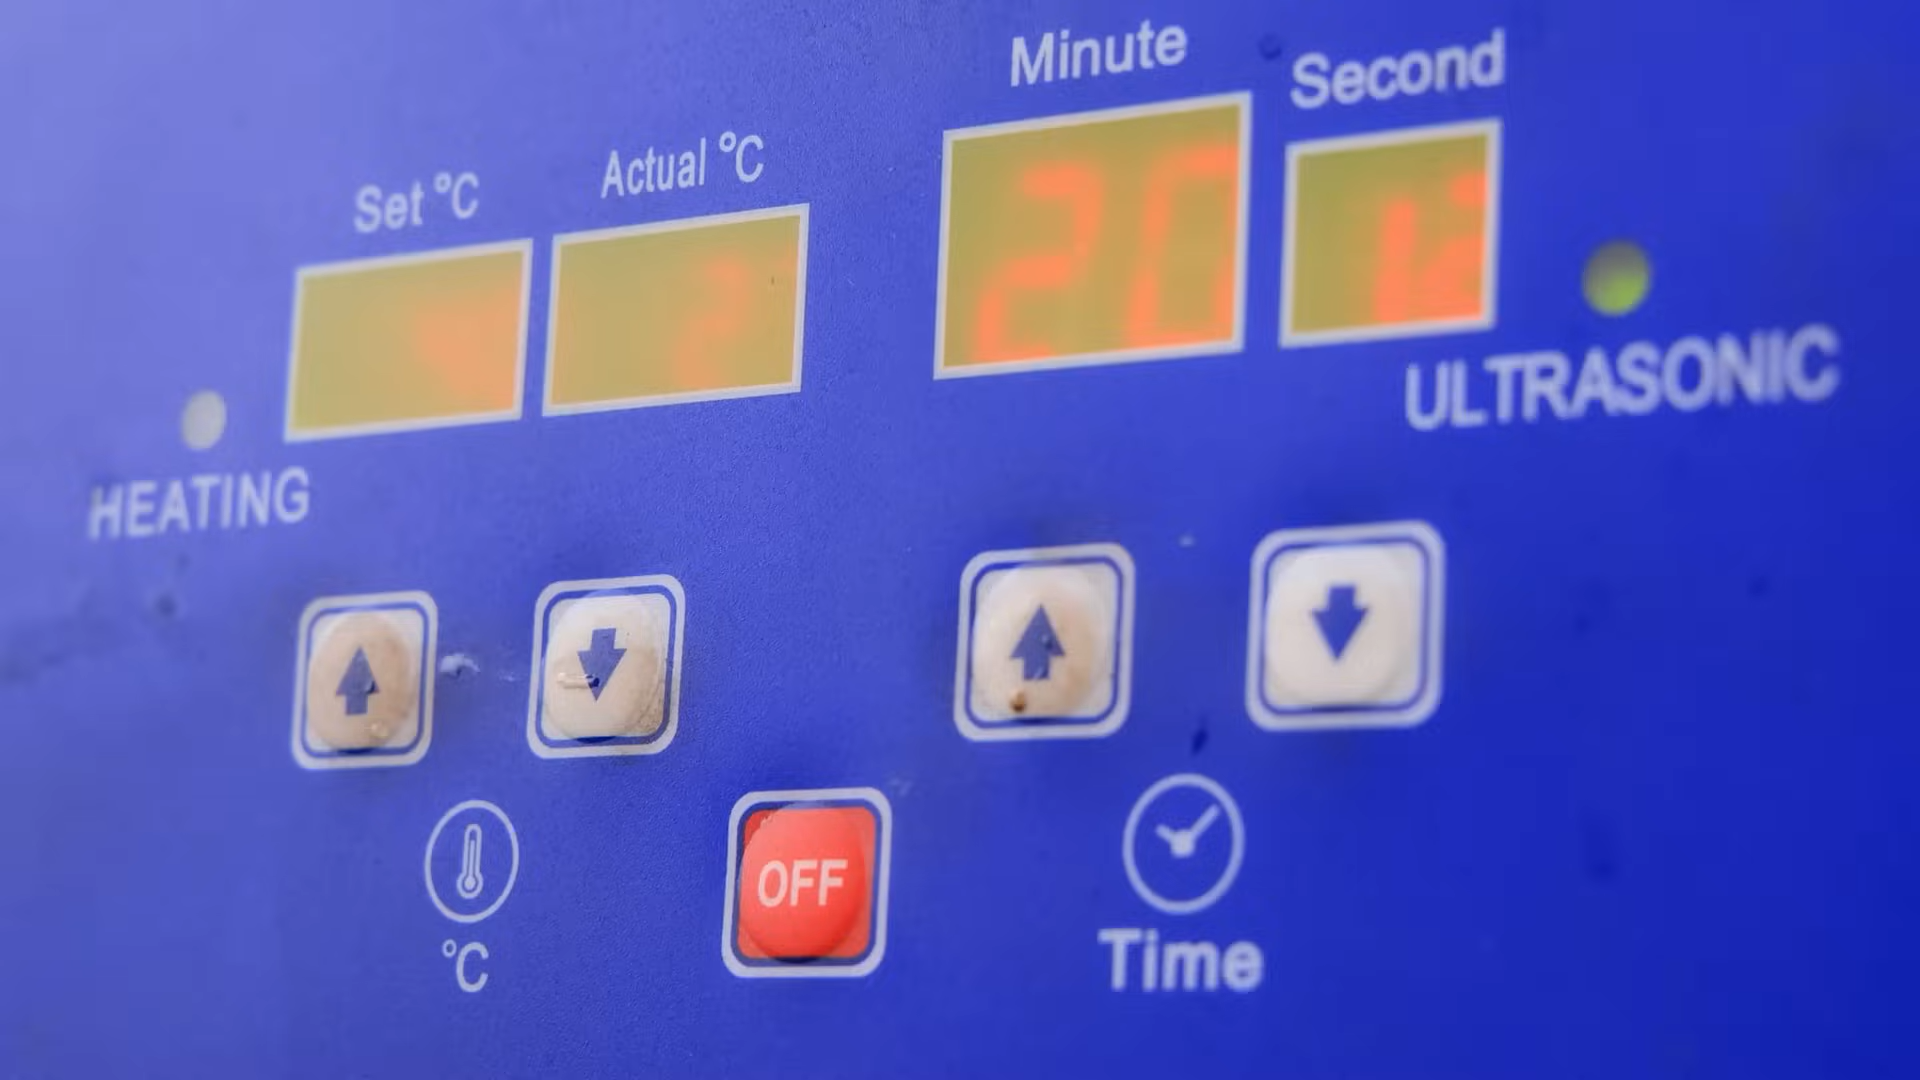 Minute
Second
Set °C
Actual °C
20
ULTRASONIC
HEATING
OFF
°C
Time